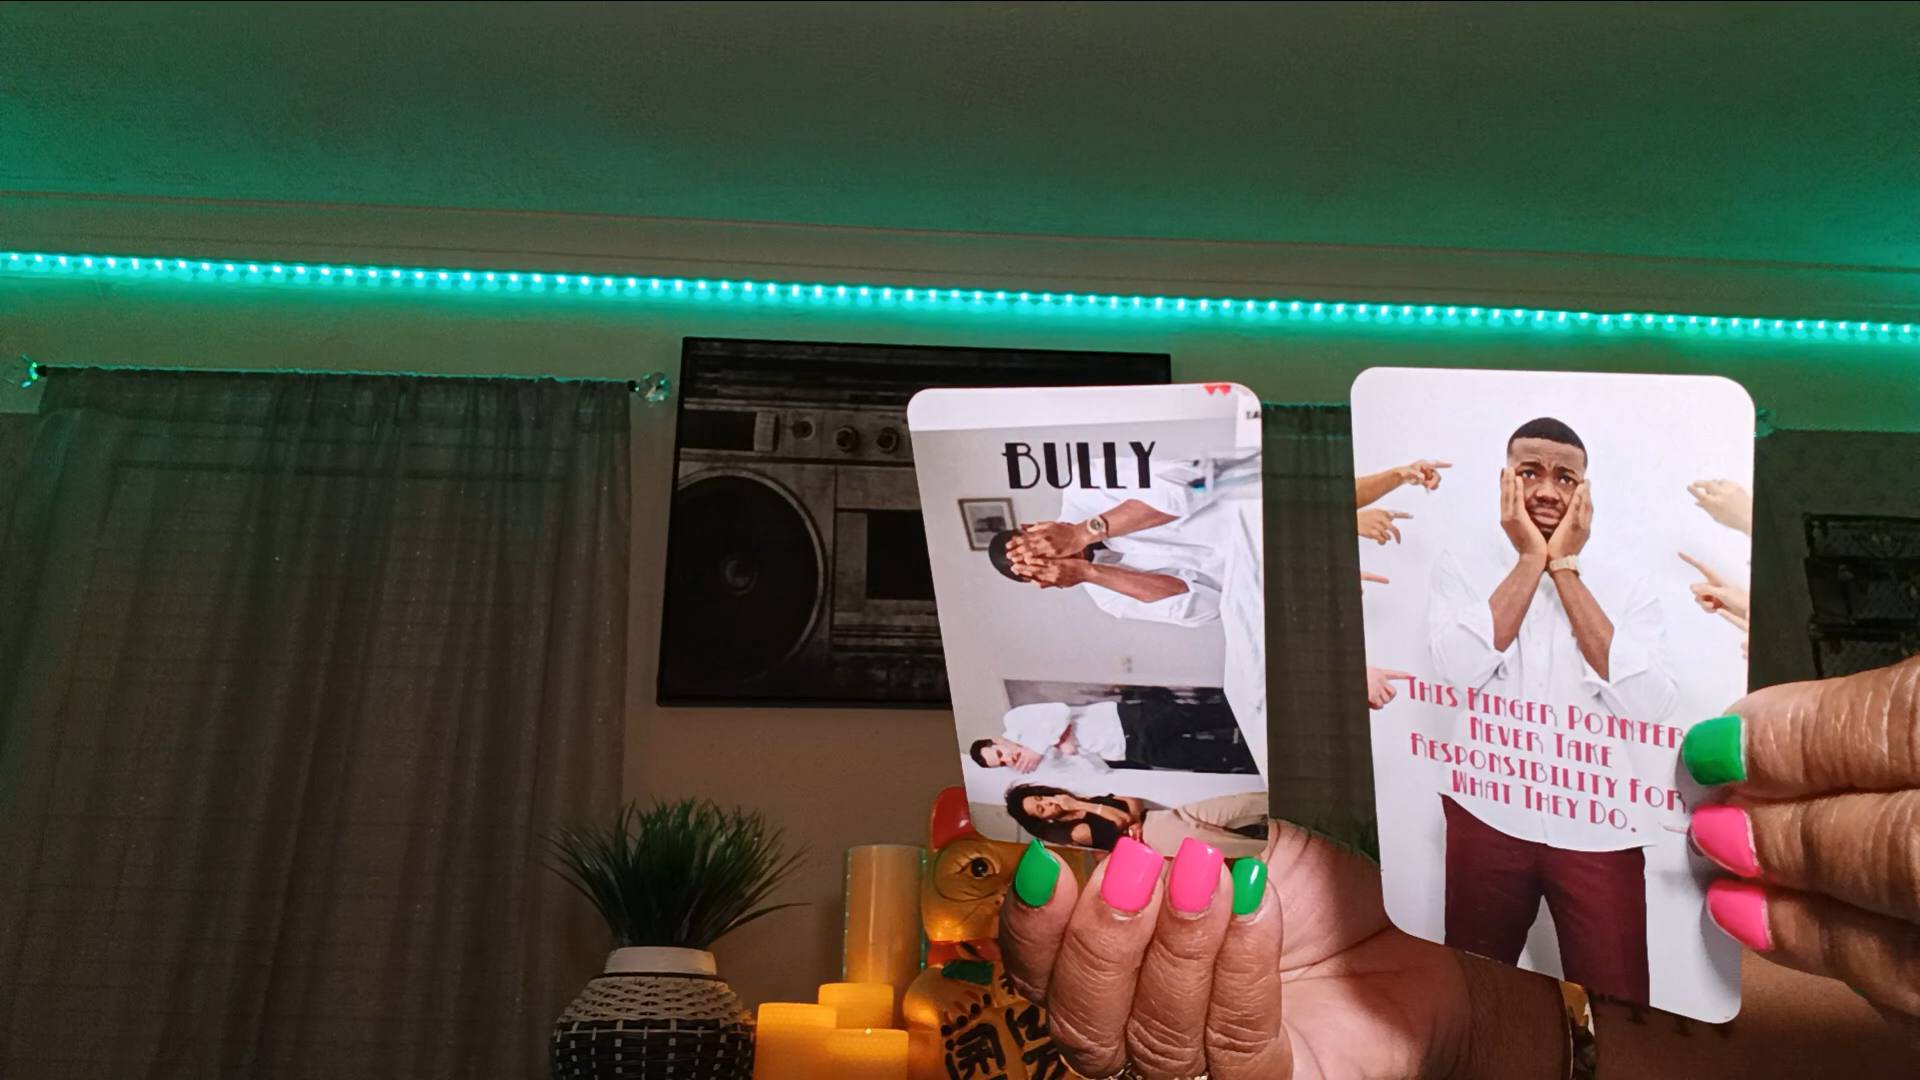 BULLY
THIS FINGER POINTER
NEVER TAKE
RESPONSIBILITY FOR
WHAT THEY DO.